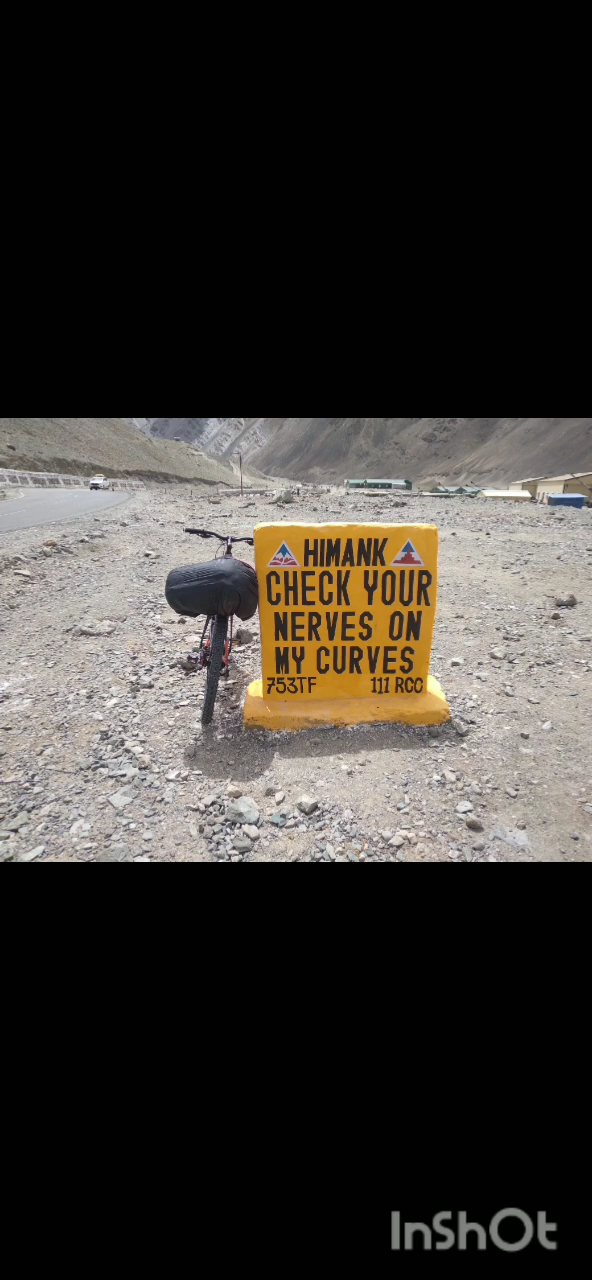 HIMANK
CHECK YOUR
NERVES ON
MY CURVES
753TF 111 RCC
InShOt